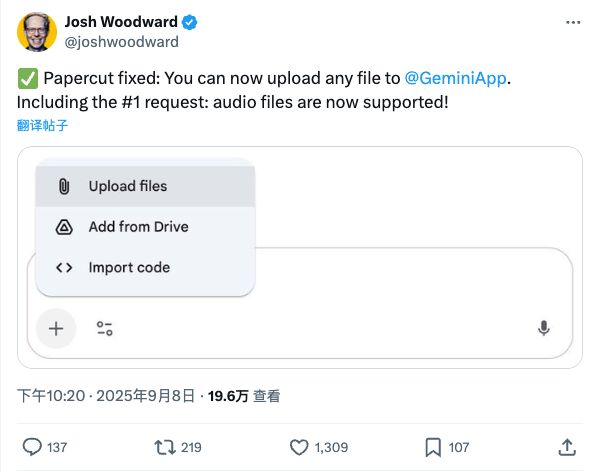 Josh Woodward
@joshwoodward
✅ Papercut fixed: You can now upload any file to @GeminiApp.
Including the #1 request: audio files are now supported!
翻译帖子
Upload files
Add from Drive
Import code
下午10:20 · 2025年9月8日 · 19.6万 查看
137 219 1,309 107